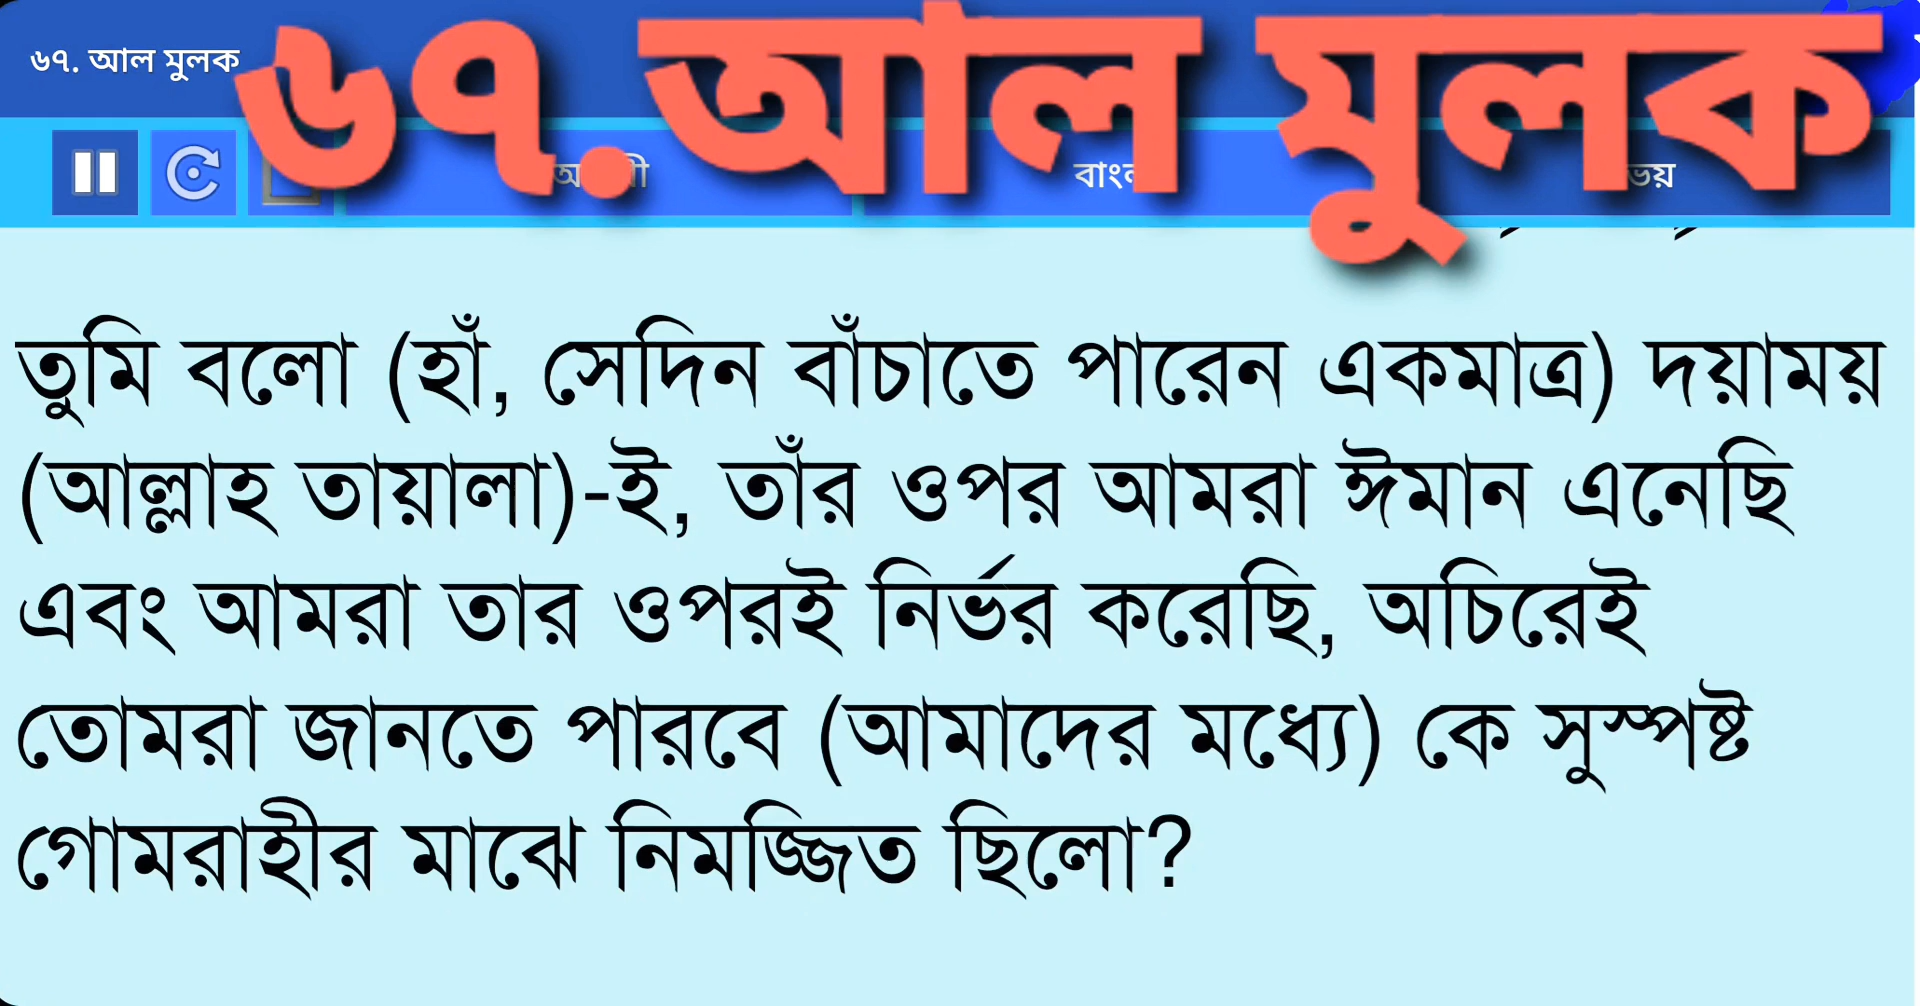 ৬৭. আল মুলক
৬৭.আল মুলক
তুমি বলো (হাঁ, সেদিন বাঁচাতে পারেন একমাত্র) দয়াময়
(আল্লাহ তায়ালা)-ই, তাঁর ওপর আমরা ঈমান এনেছি
এবং আমরা তার ওপরই নির্ভর করেছি, অচিরেই
তোমরা জানতে পারবে (আমাদের মধ্যে) কে সুস্পষ্ট
গোমরাহীর মাঝে নিমজ্জিত ছিলো?